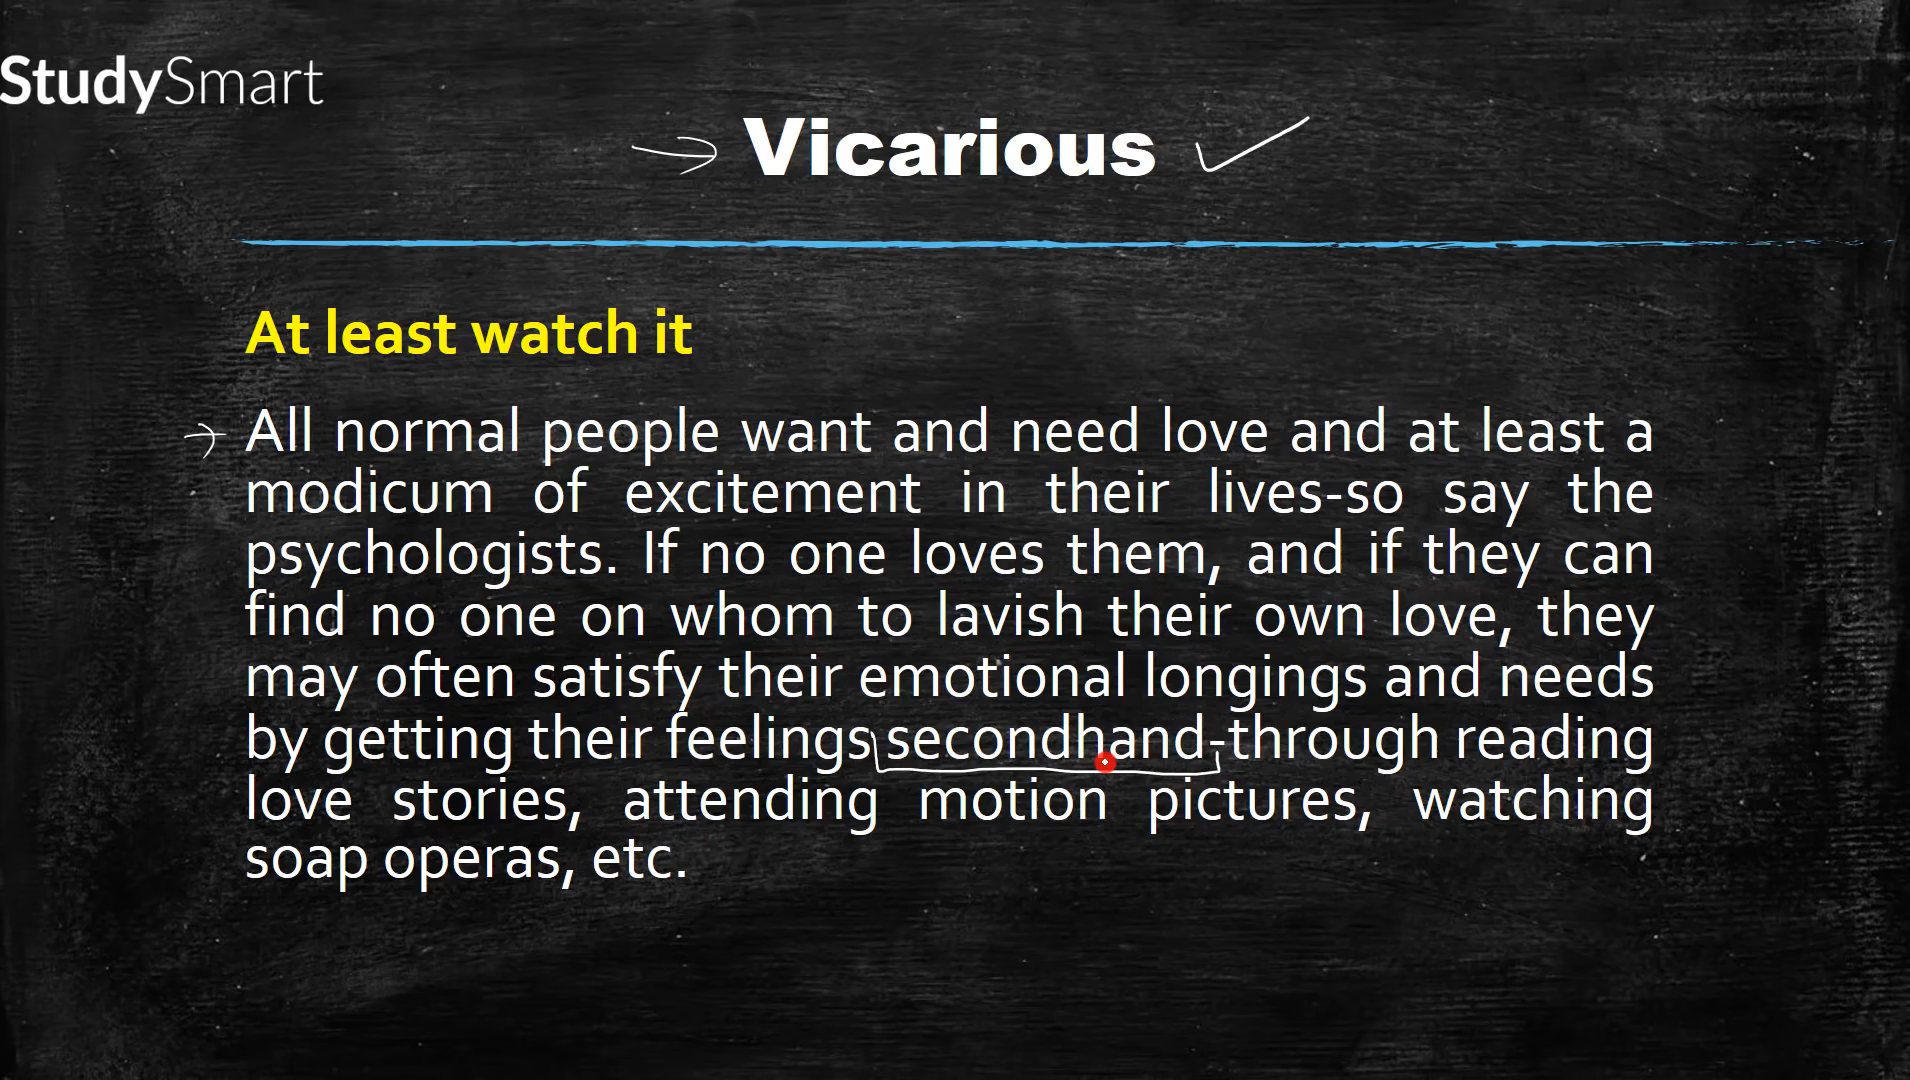 StudySmart
Vicarious
At least watch it
All normal people want and need love and at least a
modicum of excitement in their lives-so say the
psychologists. If no one loves them, and if they can
find no one on whom to lavish their own love, they
may often satisfy their emotional longings and needs
by getting their feelings secondhand-through reading
love stories, attending motion pictures, watching
soap operas, etc.